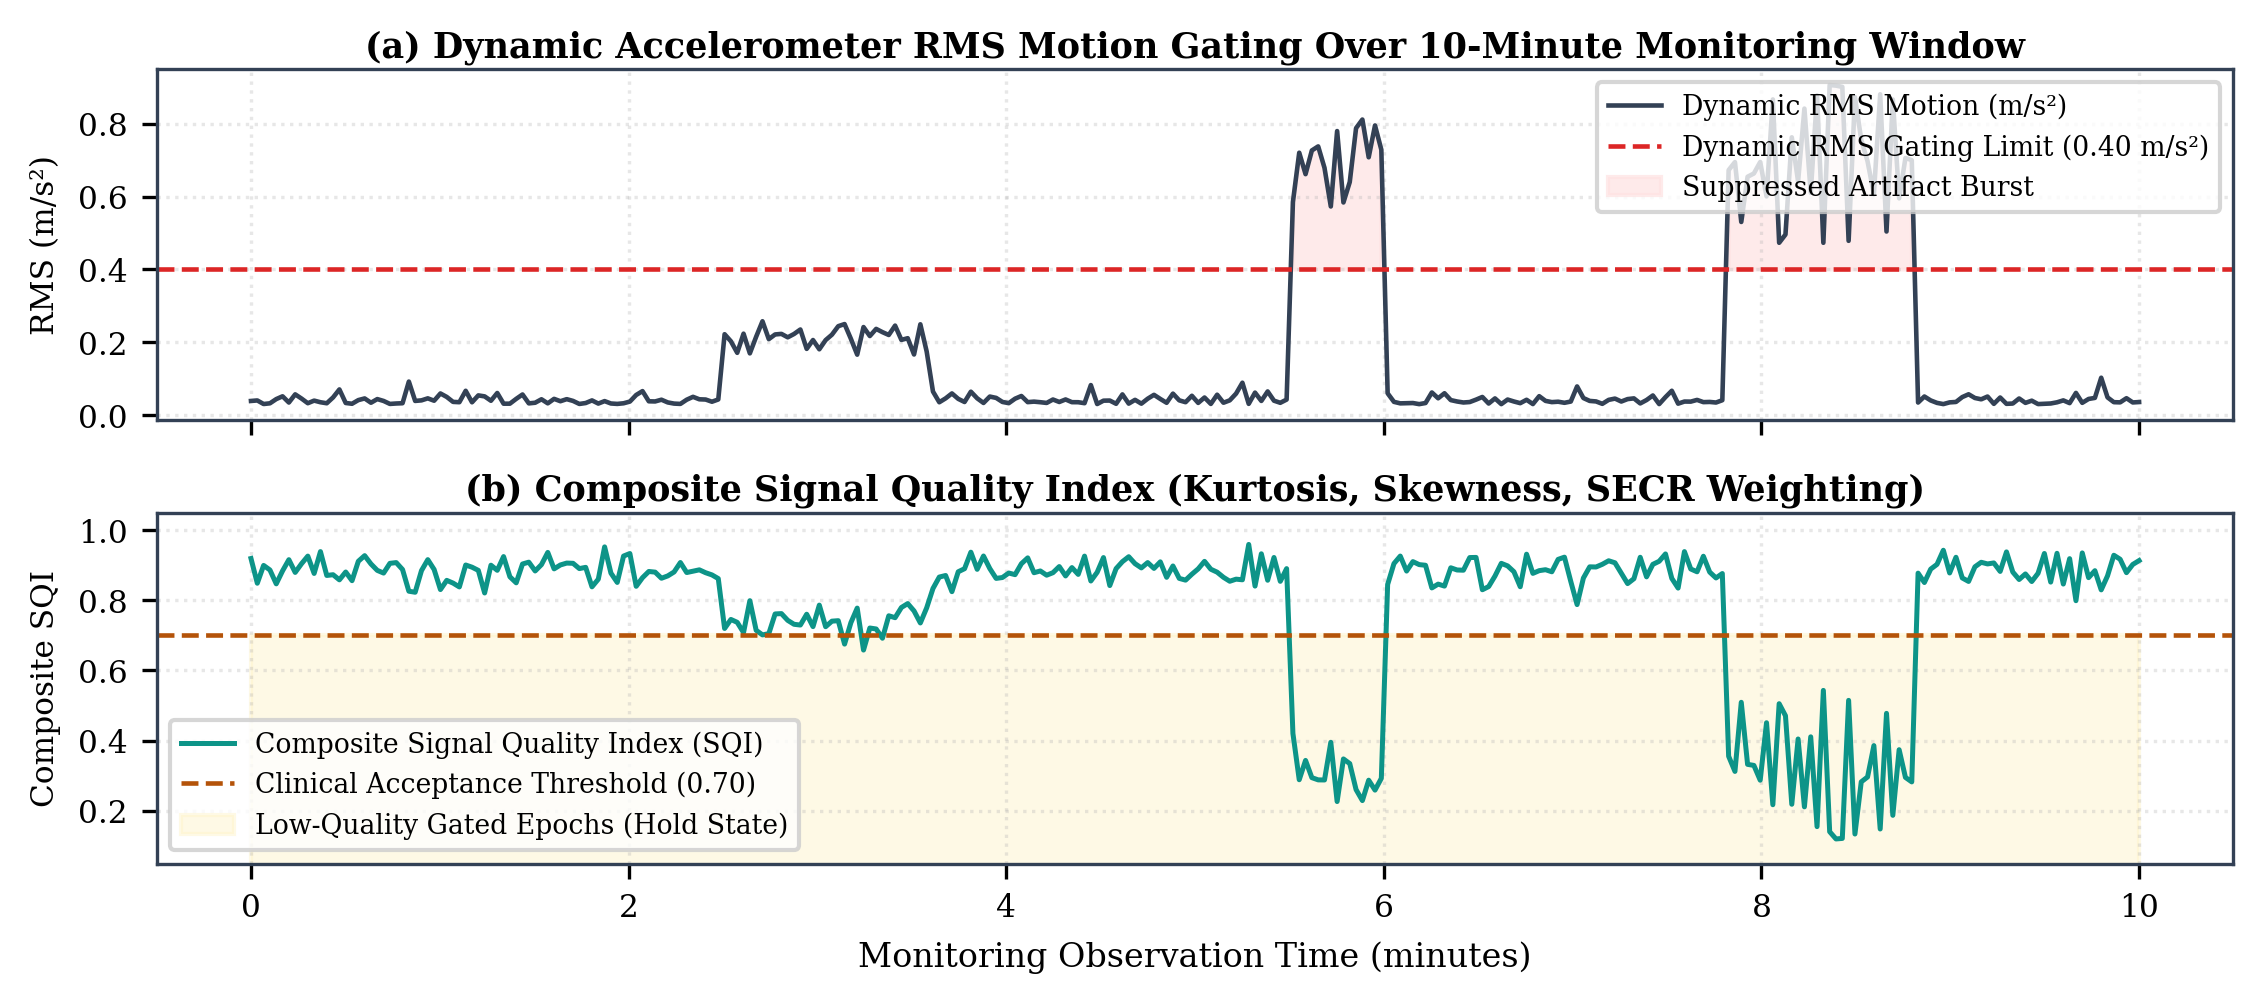 (a) Dynamic Accelerometer RMS Motion Gating Over 10-Minute Monitoring Window
RMS (m/s²)
0.8
0.6
0.4
0.2
0.0
Dynamic RMS Motion (m/s²)
Dynamic RMS Gating Limit (0.40 m/s²)
Suppressed Artifact Burst
(b) Composite Signal Quality Index (Kurtosis, Skewness, SECR Weighting)
Composite SQI
1.0
0.8
0.6
0.4
0.2
Composite Signal Quality Index (SQI)
Clinical Acceptance Threshold (0.70)
Low-Quality Gated Epochs (Hold State)
0 2 4 6 8 10
Monitoring Observation Time (minutes)